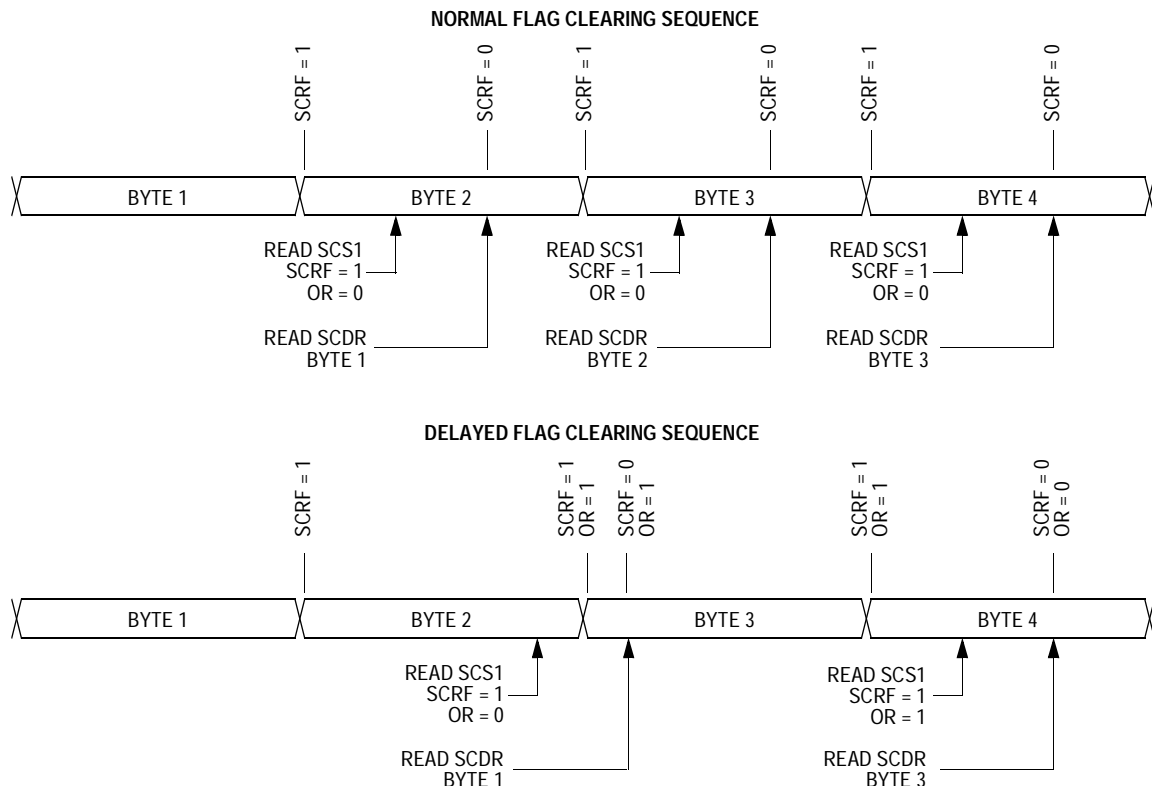 NORMAL FLAG CLEARING SEQUENCE
SCRF = 1
SCRF = 0
SCRF = 1
SCRF = 0
SCRF = 1
SCRF = 0
BYTE 1
BYTE 2
BYTE 3
BYTE 4
READ SCS1
SCRF = 1
OR = 0
READ SCS1
SCRF = 1
OR = 0
READ SCS1
SCRF = 1
OR = 0
READ SCDR
BYTE 1
READ SCDR
BYTE 2
READ SCDR
BYTE 3
DELAYED FLAG CLEARING SEQUENCE
SCRF = 1
SCRF = 1
OR = 1
SCRF = 0
OR = 1
SCRF = 1
OR = 1
SCRF = 0
OR = 0
BYTE 1
BYTE 2
BYTE 3
BYTE 4
READ SCS1
SCRF = 1
OR = 0
READ SCS1
SCRF = 1
OR = 1
READ SCDR
BYTE 1
READ SCDR
BYTE 3